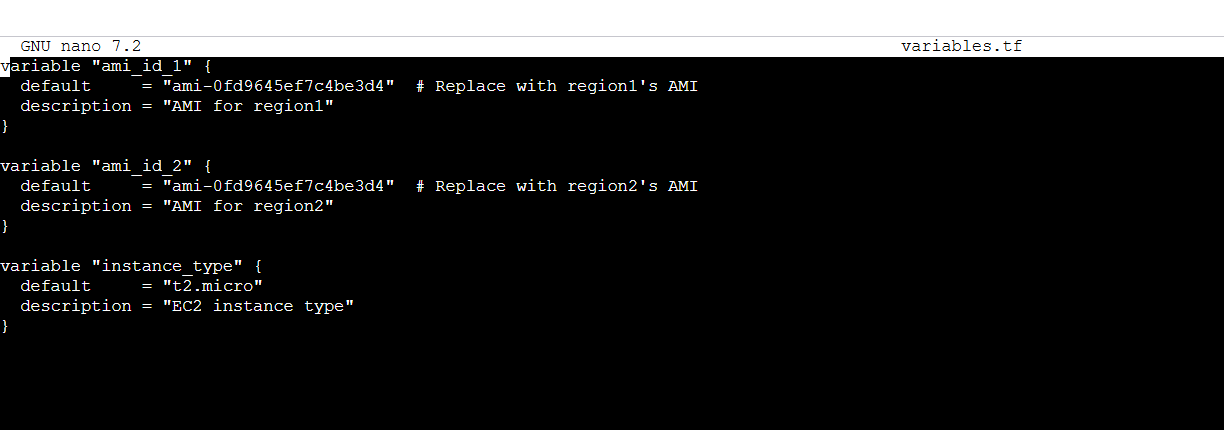 GNU nano 7.2 variables.tf
variable "ami_id_1" {
  default     = "ami-0fd9645ef7c4be3d4"  # Replace with region1's AMI
  description = "AMI for region1"
}

variable "ami_id_2" {
  default     = "ami-0fd9645ef7c4be3d4"  # Replace with region2's AMI
  description = "AMI for region2"
}

variable "instance_type" {
  default     = "t2.micro"
  description = "EC2 instance type"
}